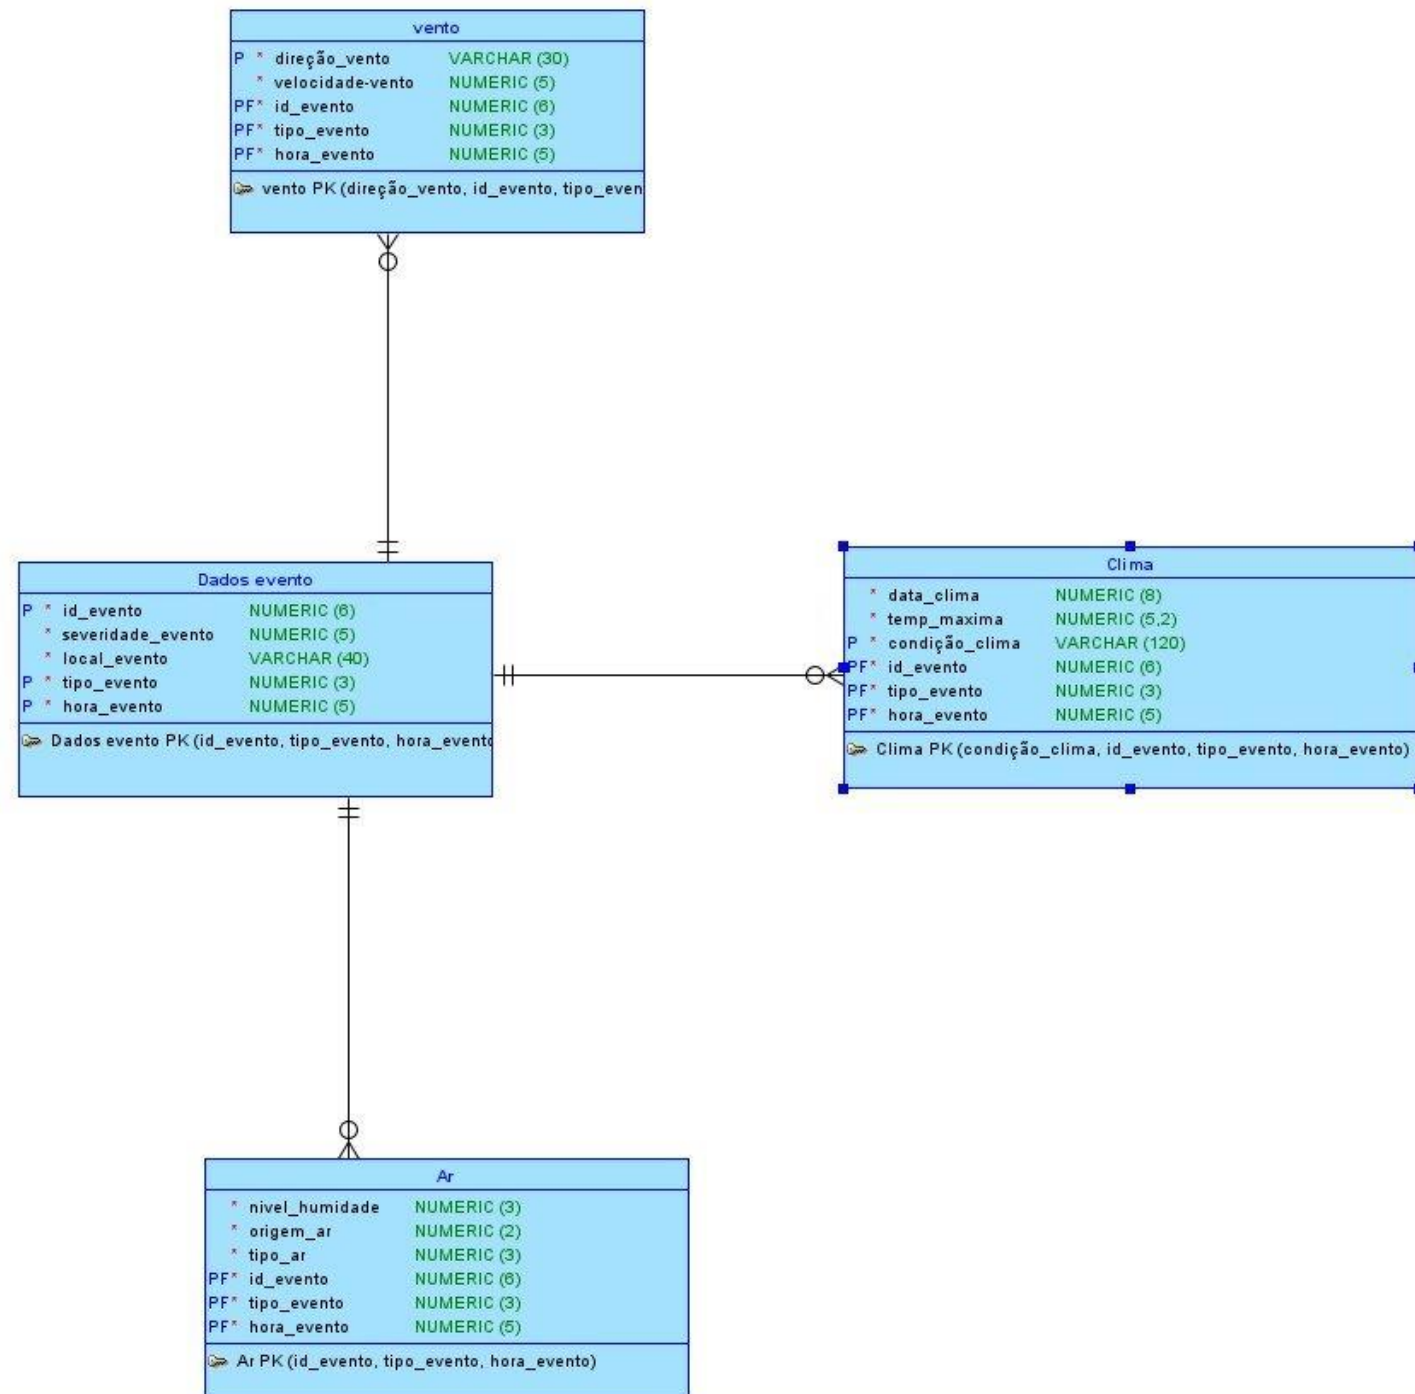 vento
P * direção_vento VARCHAR (30)
* velocidade-vento NUMERIC (5)
PF* id_evento NUMERIC (6)
PF* tipo_evento NUMERIC (3)
PF* hora_evento NUMERIC (5)
vento PK (direção_vento, id_evento, tipo_even
Dados evento
P * id_evento NUMERIC (6)
* severidade_evento NUMERIC (5)
* local_evento VARCHAR (40)
P * tipo_evento NUMERIC (3)
P * hora_evento NUMERIC (5)
Dados evento PK (id_evento, tipo_evento, hora_evento
Clima
* data_clima NUMERIC (8)
* temp_maxima NUMERIC (5,2)
P * condição_clima VARCHAR (120)
PF* id_evento NUMERIC (6)
PF* tipo_evento NUMERIC (3)
PF* hora_evento NUMERIC (5)
Clima PK (condição_clima, id_evento, tipo_evento, hora_evento)
Ar
* nivel_humidade NUMERIC (3)
* origem_ar NUMERIC (2)
* tipo_ar NUMERIC (3)
PF* id_evento NUMERIC (6)
PF* tipo_evento NUMERIC (3)
PF* hora_evento NUMERIC (5)
Ar PK (id_evento, tipo_evento, hora_evento)